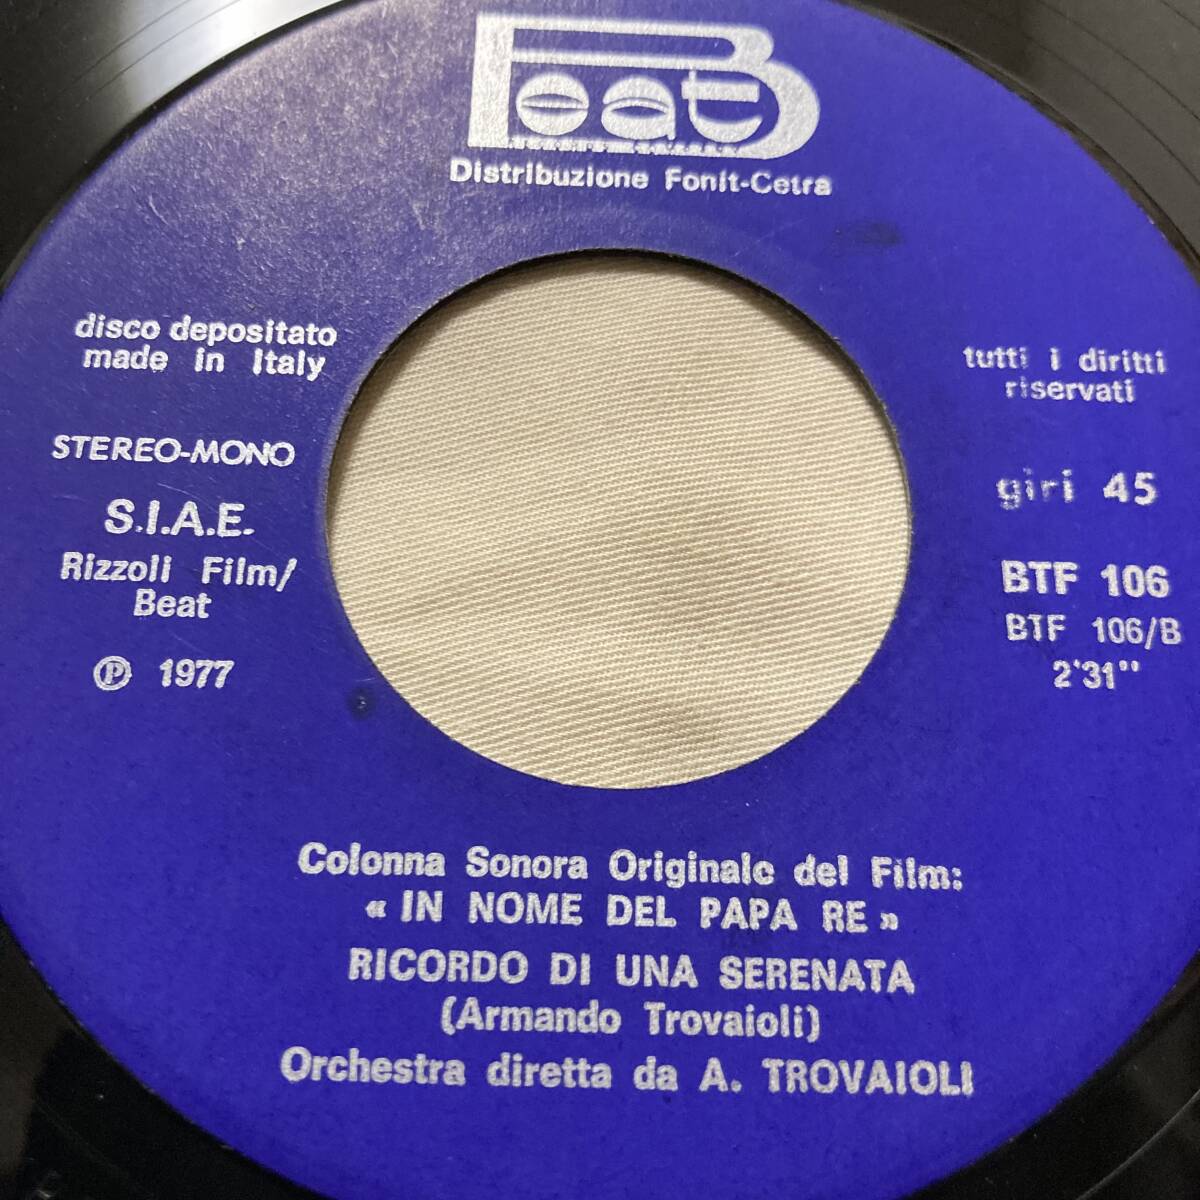 Beat
Distribuzione Fonit-Cetra
disco depositato
made in Italy
STEREO-MONO
S.I.A.E.
Rizzoli Film/
Beat
℗ 1977
tutti i diritti
riservati
giri 45
BTF 106
BTF 106/B
2'31''
Colonna Sonora Originale del Film:
« IN NOME DEL PAPA RE »
RICORDO DI UNA SERENATA
(Armando Trovaioli)
Orchestra diretta da A. TROVAIOLI